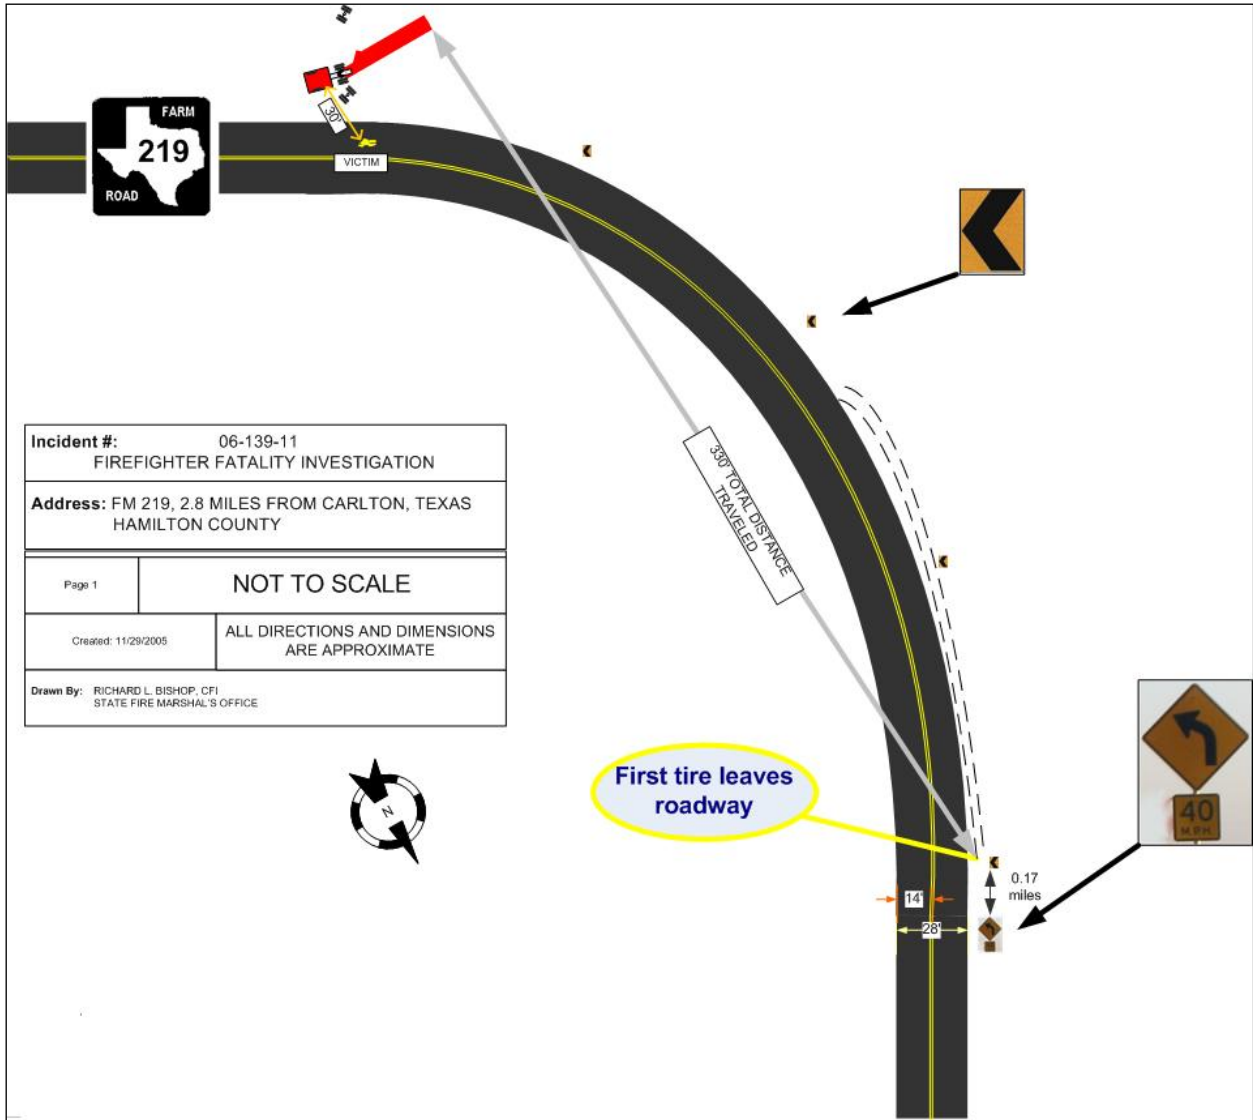 FARM
219
ROAD
30'
VICTIM
330' TOTAL DISTANCE
TRAVELED
Incident #: 06-139-11
FIREFIGHTER FATALITY INVESTIGATION
Address: FM 219, 2.8 MILES FROM CARLTON, TEXAS
HAMILTON COUNTY
Page 1
NOT TO SCALE
Created: 11/29/2005
ALL DIRECTIONS AND DIMENSIONS
ARE APPROXIMATE
Drawn By: RICHARD L. BISHOP, CFI
STATE FIRE MARSHAL'S OFFICE
N
First tire leaves
roadway
40
M.P.H.
0.17
miles
14'
28'